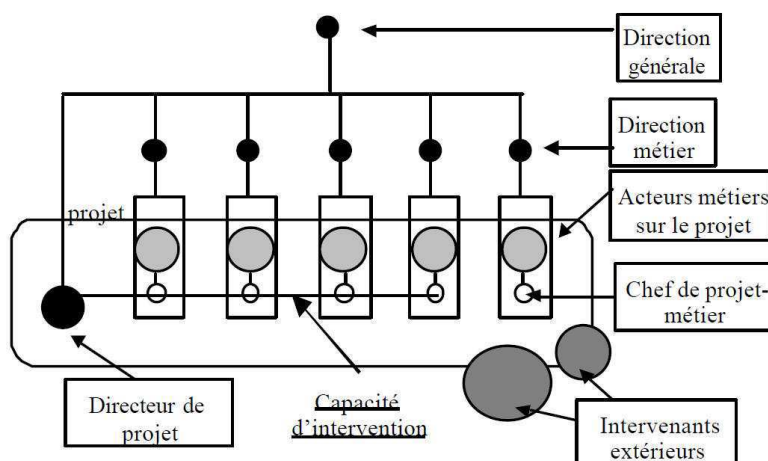 Direction
générale
Direction
métier
projet
Acteurs métiers
sur le projet
Chef de projet-
métier
Directeur de
projet
Capacité
d'intervention
Intervenants
extérieurs